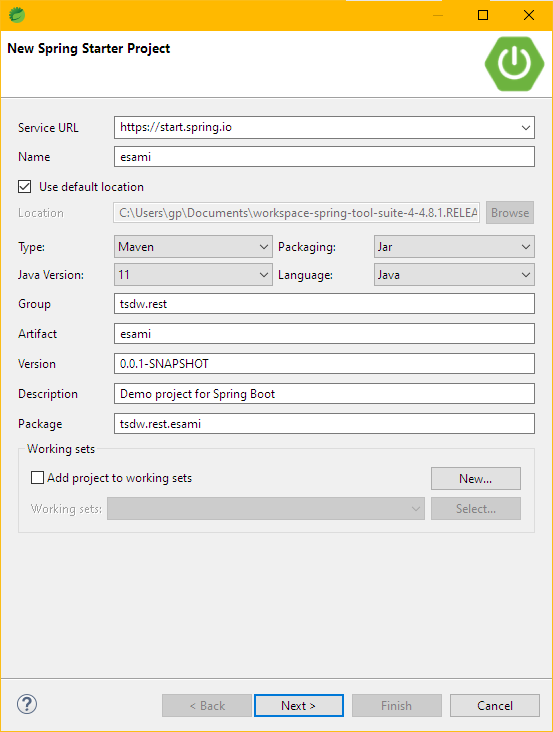 New Spring Starter Project
Service URL https://start.spring.io
Name esami
Use default location
Location C:\Users\gp\Documents\workspace-spring-tool-suite-4-4.8.1.RELEA Browse
Type: Maven Packaging: Jar
Java Version: 11 Language: Java
Group tsdw.rest
Artifact esami
Version 0.0.1-SNAPSHOT
Description Demo project for Spring Boot
Package tsdw.rest.esami
Working sets
Add project to working sets New...
Working sets: Select...
? < Back Next > Finish Cancel